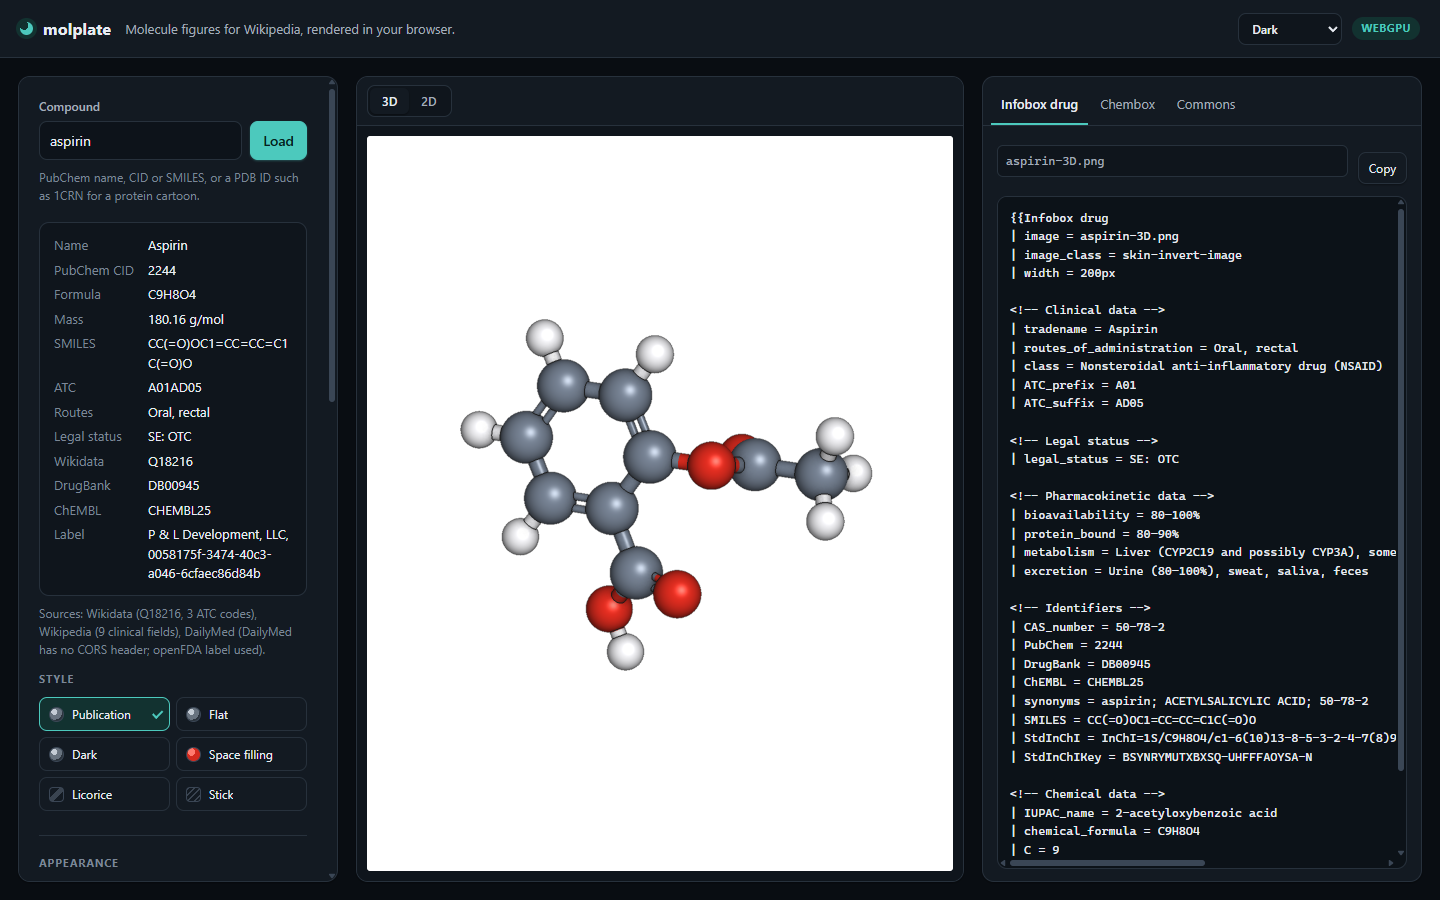 molplate Molecule figures for Wikipedia, rendered in your browser.
Dark
WEBGPU
Compound
aspirin
Load
PubChem name, CID or SMILES, or a PDB ID such
as 1CRN for a protein cartoon.
Name Aspirin
PubChem CID 2244
Formula C9H8O4
Mass 180.16 g/mol
SMILES CC(=O)OC1=CC=CC=C1
C(=O)O
ATC A01AD05
Routes Oral, rectal
Legal status SE: OTC
Wikidata Q18216
DrugBank DB00945
ChEMBL CHEMBL25
Label P & L Development, LLC,
0058175f-3474-40c3-
a046-6cfaec86d84b
Sources: Wikidata (Q18216, 3 ATC codes),
Wikipedia (9 clinical fields), DailyMed (DailyMed
has no CORS header; openFDA label used).
STYLE
Publication
Flat
Dark
Space filling
Licorice
Stick
APPEARANCE
3D 2D
Infobox drug Chembox Commons
aspirin-3D.png
Copy
{{Infobox drug
| image = aspirin-3D.png
| image_class = skin-invert-image
| width = 200px
<!-- Clinical data -->
| tradename = Aspirin
| routes_of_administration = Oral, rectal
| class = Nonsteroidal anti-inflammatory drug (NSAID)
| ATC_prefix = A01
| ATC_suffix = AD05
<!-- Legal status -->
| legal_status = SE: OTC
<!-- Pharmacokinetic data -->
| bioavailability = 80–100%
| protein_bound = 80–90%
| metabolism = Liver (CYP2C19 and possibly CYP3A), some
| excretion = Urine (80–100%), sweat, saliva, feces
<!-- Identifiers -->
| CAS_number = 50-78-2
| PubChem = 2244
| DrugBank = DB00945
| ChEMBL = CHEMBL25
| synonyms = aspirin; ACETYLSALICYLIC ACID; 50-78-2
| SMILES = CC(=O)OC1=CC=CC=C1C(=O)O
| StdInChI = InChI=1S/C9H8O4/c1-6(10)13-8-5-3-2-4-7(8)9
| StdInChIKey = BSYNRYMUTXBXSQ-UHFFFAOYSA-N
<!-- Chemical data -->
| IUPAC_name = 2-acetyloxybenzoic acid
| chemical_formula = C9H8O4
| C = 9